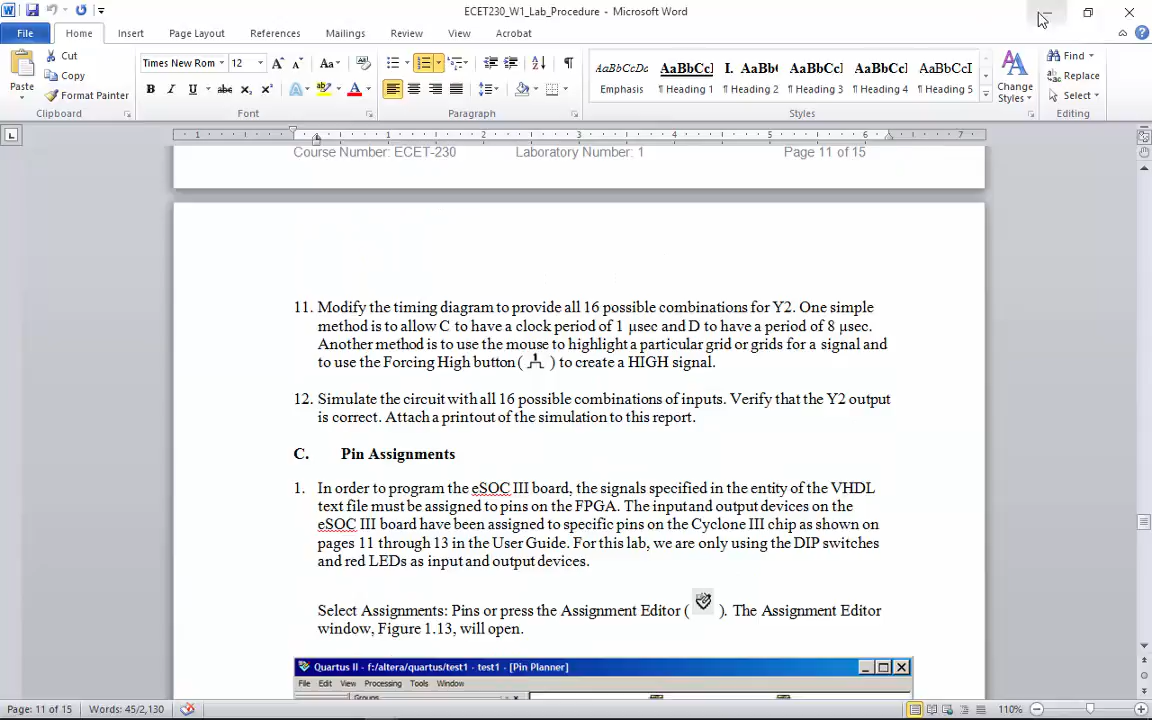 ECET230_W1_Lab_Procedure - Microsoft Word
File Home Insert Page Layout References Mailings Review View Acrobat
Cut
Copy
Format Painter
Paste
Clipboard
Times New Rom 12
Font
Paragraph
AaBbCcDc AaBbCcI I. AaBb( AaBbCcI AaBbCcI AaBbCcI
Emphasis ¶ Heading 1 ¶ Heading 2 ¶ Heading 3 ¶ Heading 4 ¶ Heading 5
Styles
Change Styles
Find
Replace
Select
Editing
1 1 2 3 4 5 6 7
Course Number: ECET-230 Laboratory Number: 1 Page 11 of 15
11. Modify the timing diagram to provide all 16 possible combinations for Y2. One simple
method is to allow C to have a clock period of 1 µsec and D to have a period of 8 µsec.
Another method is to use the mouse to highlight a particular grid or grids for a signal and
to use the Forcing High button ( ) to create a HIGH signal.
12. Simulate the circuit with all 16 possible combinations of inputs. Verify that the Y2 output
is correct. Attach a printout of the simulation to this report.
C. Pin Assignments
1. In order to program the eSOC III board, the signals specified in the entity of the VHDL
text file must be assigned to pins on the FPGA. The input and output devices on the
eSOC III board have been assigned to specific pins on the Cyclone III chip as shown on
pages 11 through 13 in the User Guide. For this lab, we are only using the DIP switches
and red LEDs as input and output devices.
Select Assignments: Pins or press the Assignment Editor ( ). The Assignment Editor
window, Figure 1.13, will open.
Quartus II - f:/altera/quartus/test1 - test1 - [Pin Planner]
File Edit View Processing Tools Window
Groups
Page: 11 of 15 Words: 45/2,130 110%